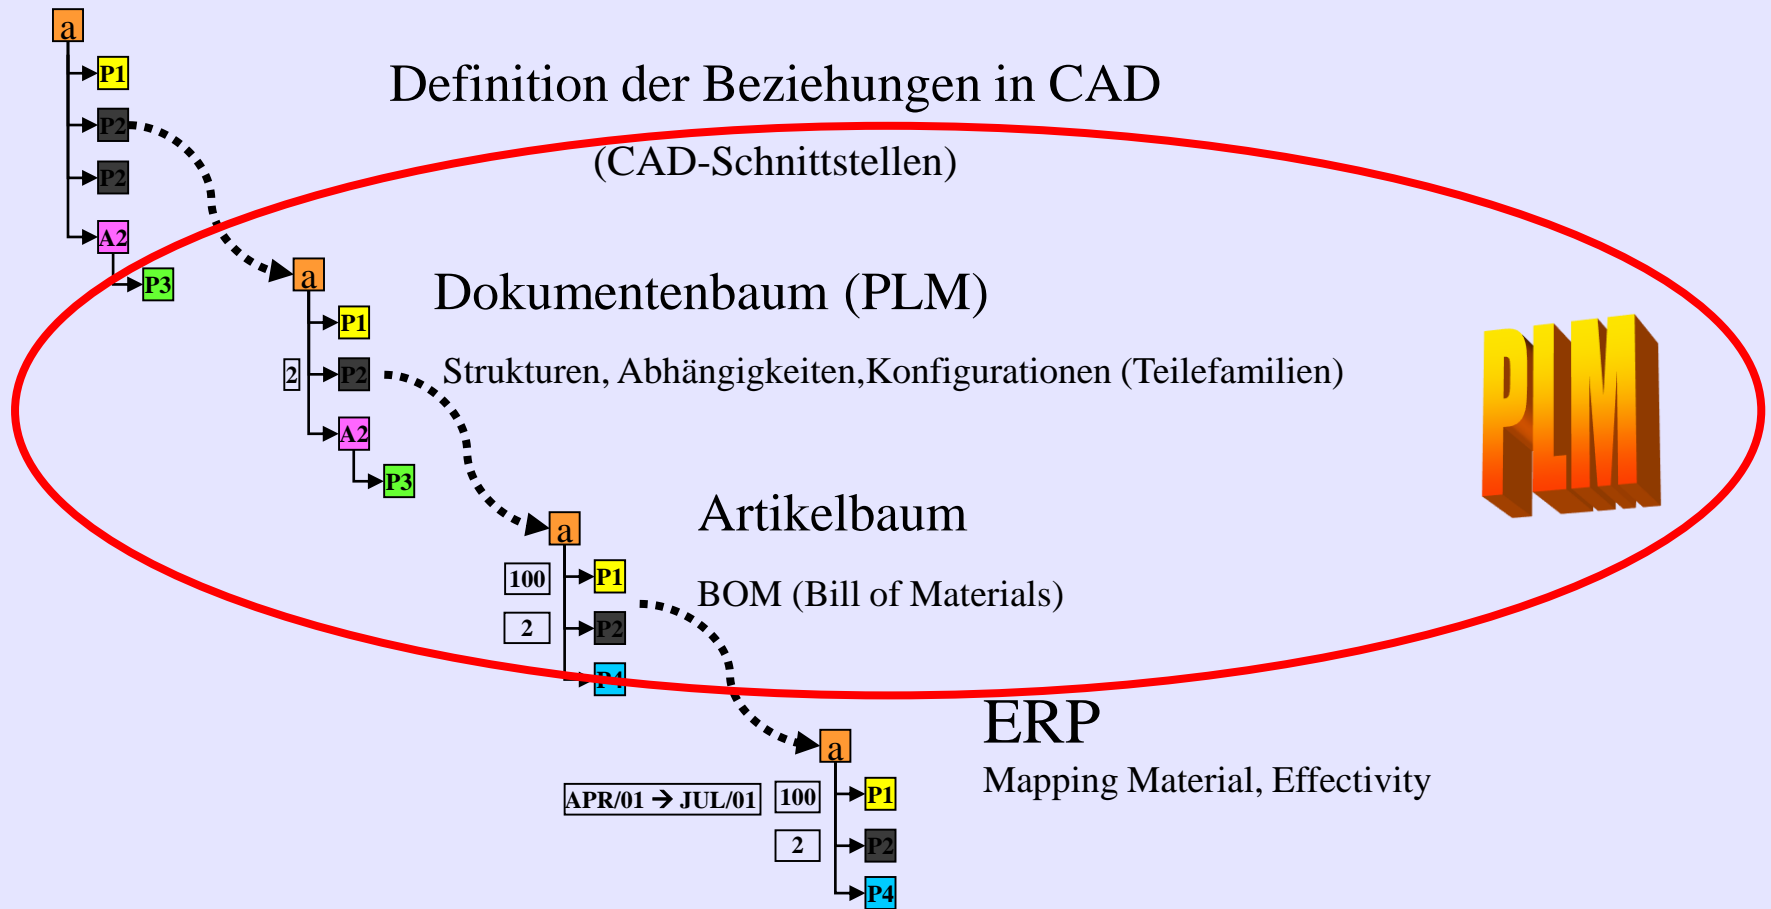 a
P1
P2
P2
A2
P3
Definition der Beziehungen in CAD
(CAD-Schnittstellen)
a
P1
2 P2
A2
P3
Dokumentenbaum (PLM)
Strukturen, Abhängigkeiten,Konfigurationen (Teilefamilien)
PLM
a
100 P1
2 P2
P4
Artikelbaum
BOM (Bill of Materials)
a
APR/01 → JUL/01 100 P1
2 P2
P4
ERP
Mapping Material, Effectivity